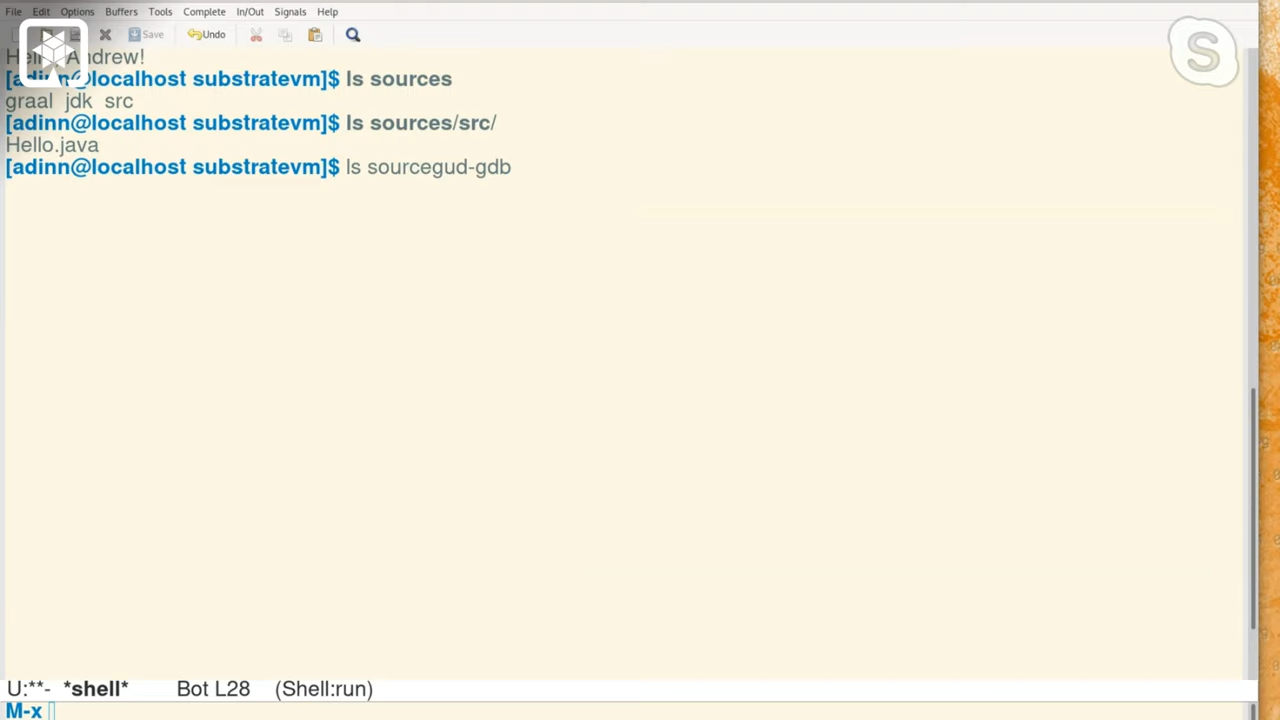 File Edit Options Buffers Tools Complete In/Out Signals Help
Save Undo
Andrew!
[adinn@localhost substratevm]$ ls sources
graal jdk src
[adinn@localhost substratevm]$ ls sources/src/
Hello.java
[adinn@localhost substratevm]$ ls sourcegud-gdb
U:**- *shell* Bot L28 (Shell:run)
M-x